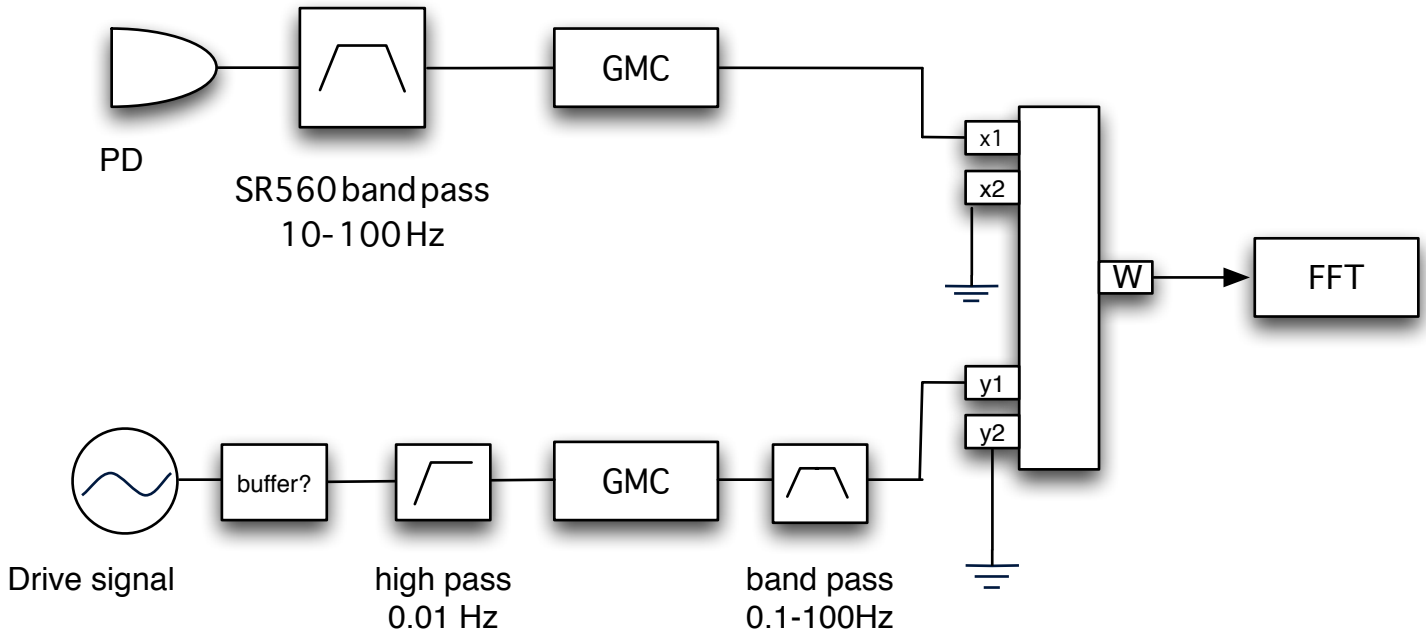 PD
SR560 band pass
10-100 Hz
GMC
x1
x2
W
FFT
y1
y2
Drive signal
buffer?
high pass
0.01 Hz
GMC
band pass
0.1-100Hz